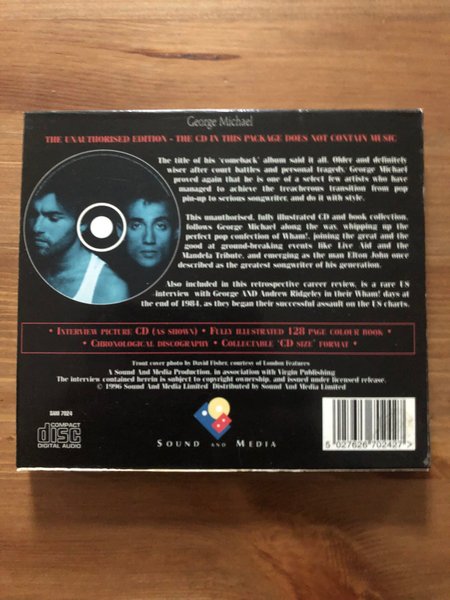 George Michael
THE UNAUTHORISED EDITION - THE CD IN THIS PACKAGE DOES NOT CONTAIN MUSIC
The title of his 'comeback' album said it all. Older and definitely
wiser after court battles and personal tragedy, George Michael
proved again that he is one of a select few artists who have
managed to achieve the treacherous transition from pop
pin-up to serious songwriter, and do it with style.
This unauthorised, fully illustrated CD and book collection,
follows George Michael along the way, whipping up the
perfect pop confection of Wham!, joining the great and the
good at ground-breaking events like Live Aid and the
Mandela Tribute, and emerging as the man Elton John once
described as the greatest songwriter of his generation.
Also included in this retrospective career review, is a rare US
interview with George AND Andrew Ridgeley in their Wham! days at
the end of 1984, as they began their successful assault on the US charts.
• INTERVIEW PICTURE CD (AS SHOWN) • FULLY ILLUSTRATED 128 PAGE COLOUR BOOK •
• CHRONOLOGICAL DISCOGRAPHY • COLLECTABLE 'CD SIZE' FORMAT •
Front cover photo by David Fisher, courtesy of London Features
A Sound And Media Production, in association with Virgin Publishing
The interview contained herein is subject to copyright ownership, and issued under licensed release.
© 1996 Sound And Media Limited Distributed by Sound And Media Limited
SAM 7024
COMPACT
disc
DIGITAL AUDIO
SOUND AND MEDIA
5 027626 702427 >